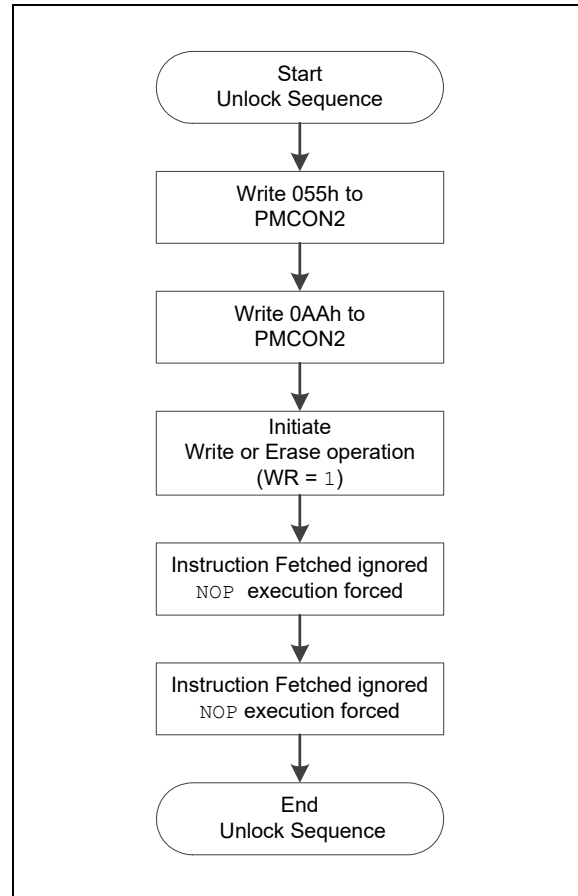 Start
Unlock Sequence
Write 055h to
PMCON2
Write 0AAh to
PMCON2
Initiate
Write or Erase operation
(WR = 1)
Instruction Fetched ignored
NOP execution forced
Instruction Fetched ignored
NOP execution forced
End
Unlock Sequence